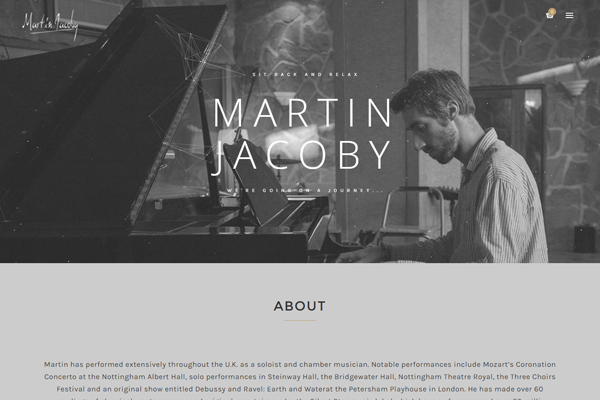 Martin Jacoby
SIT BACK AND RELAX
MARTIN
JACOBY
WE'RE GOING ON A JOURNEY...
ABOUT
Martin has performed extensively throughout the U.K. as a soloist and chamber musician. Notable performances include Mozart's Coronation
Concerto at the Nottingham Albert Hall, solo performances in Steinway Hall, the Bridgewater Hall, Nottingham Theatre Royal, the Three Choirs
Festival and an original show entitled Debussy and Ravel: Earth and Waterat the Petersham Playhouse in London. He has made over 60